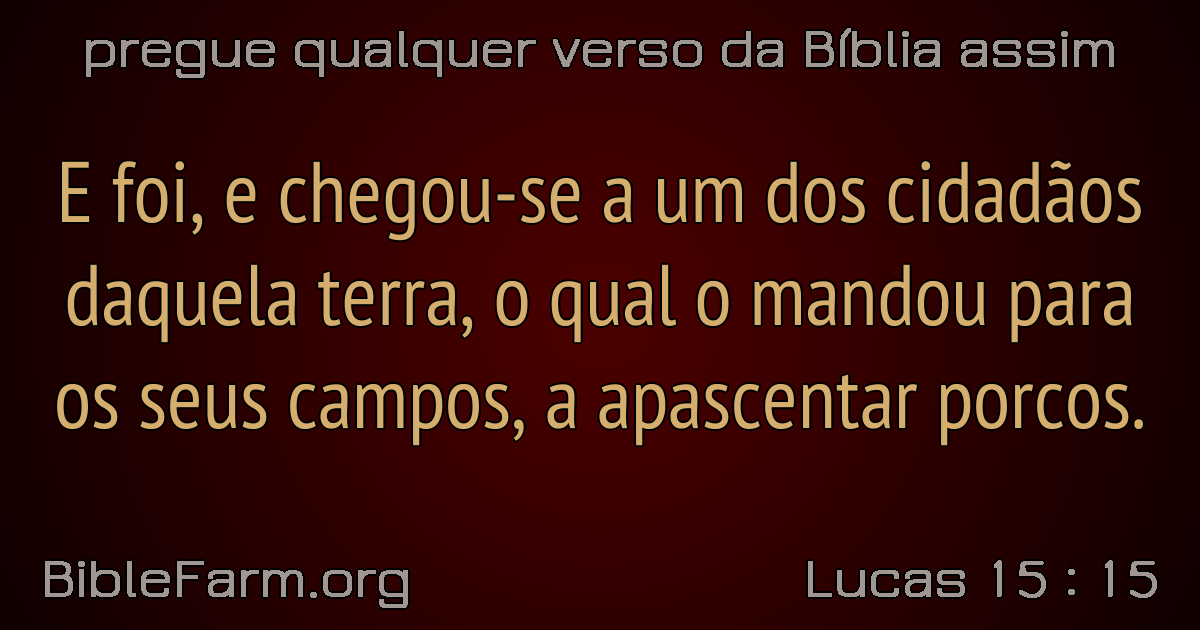 pregue qualquer verso da Bíblia assim
E foi, e chegou-se a um dos cidadãos
daquela terra, o qual o mandou para
os seus campos, a apascentar porcos.
BibleFarm.org
Lucas 15 : 15